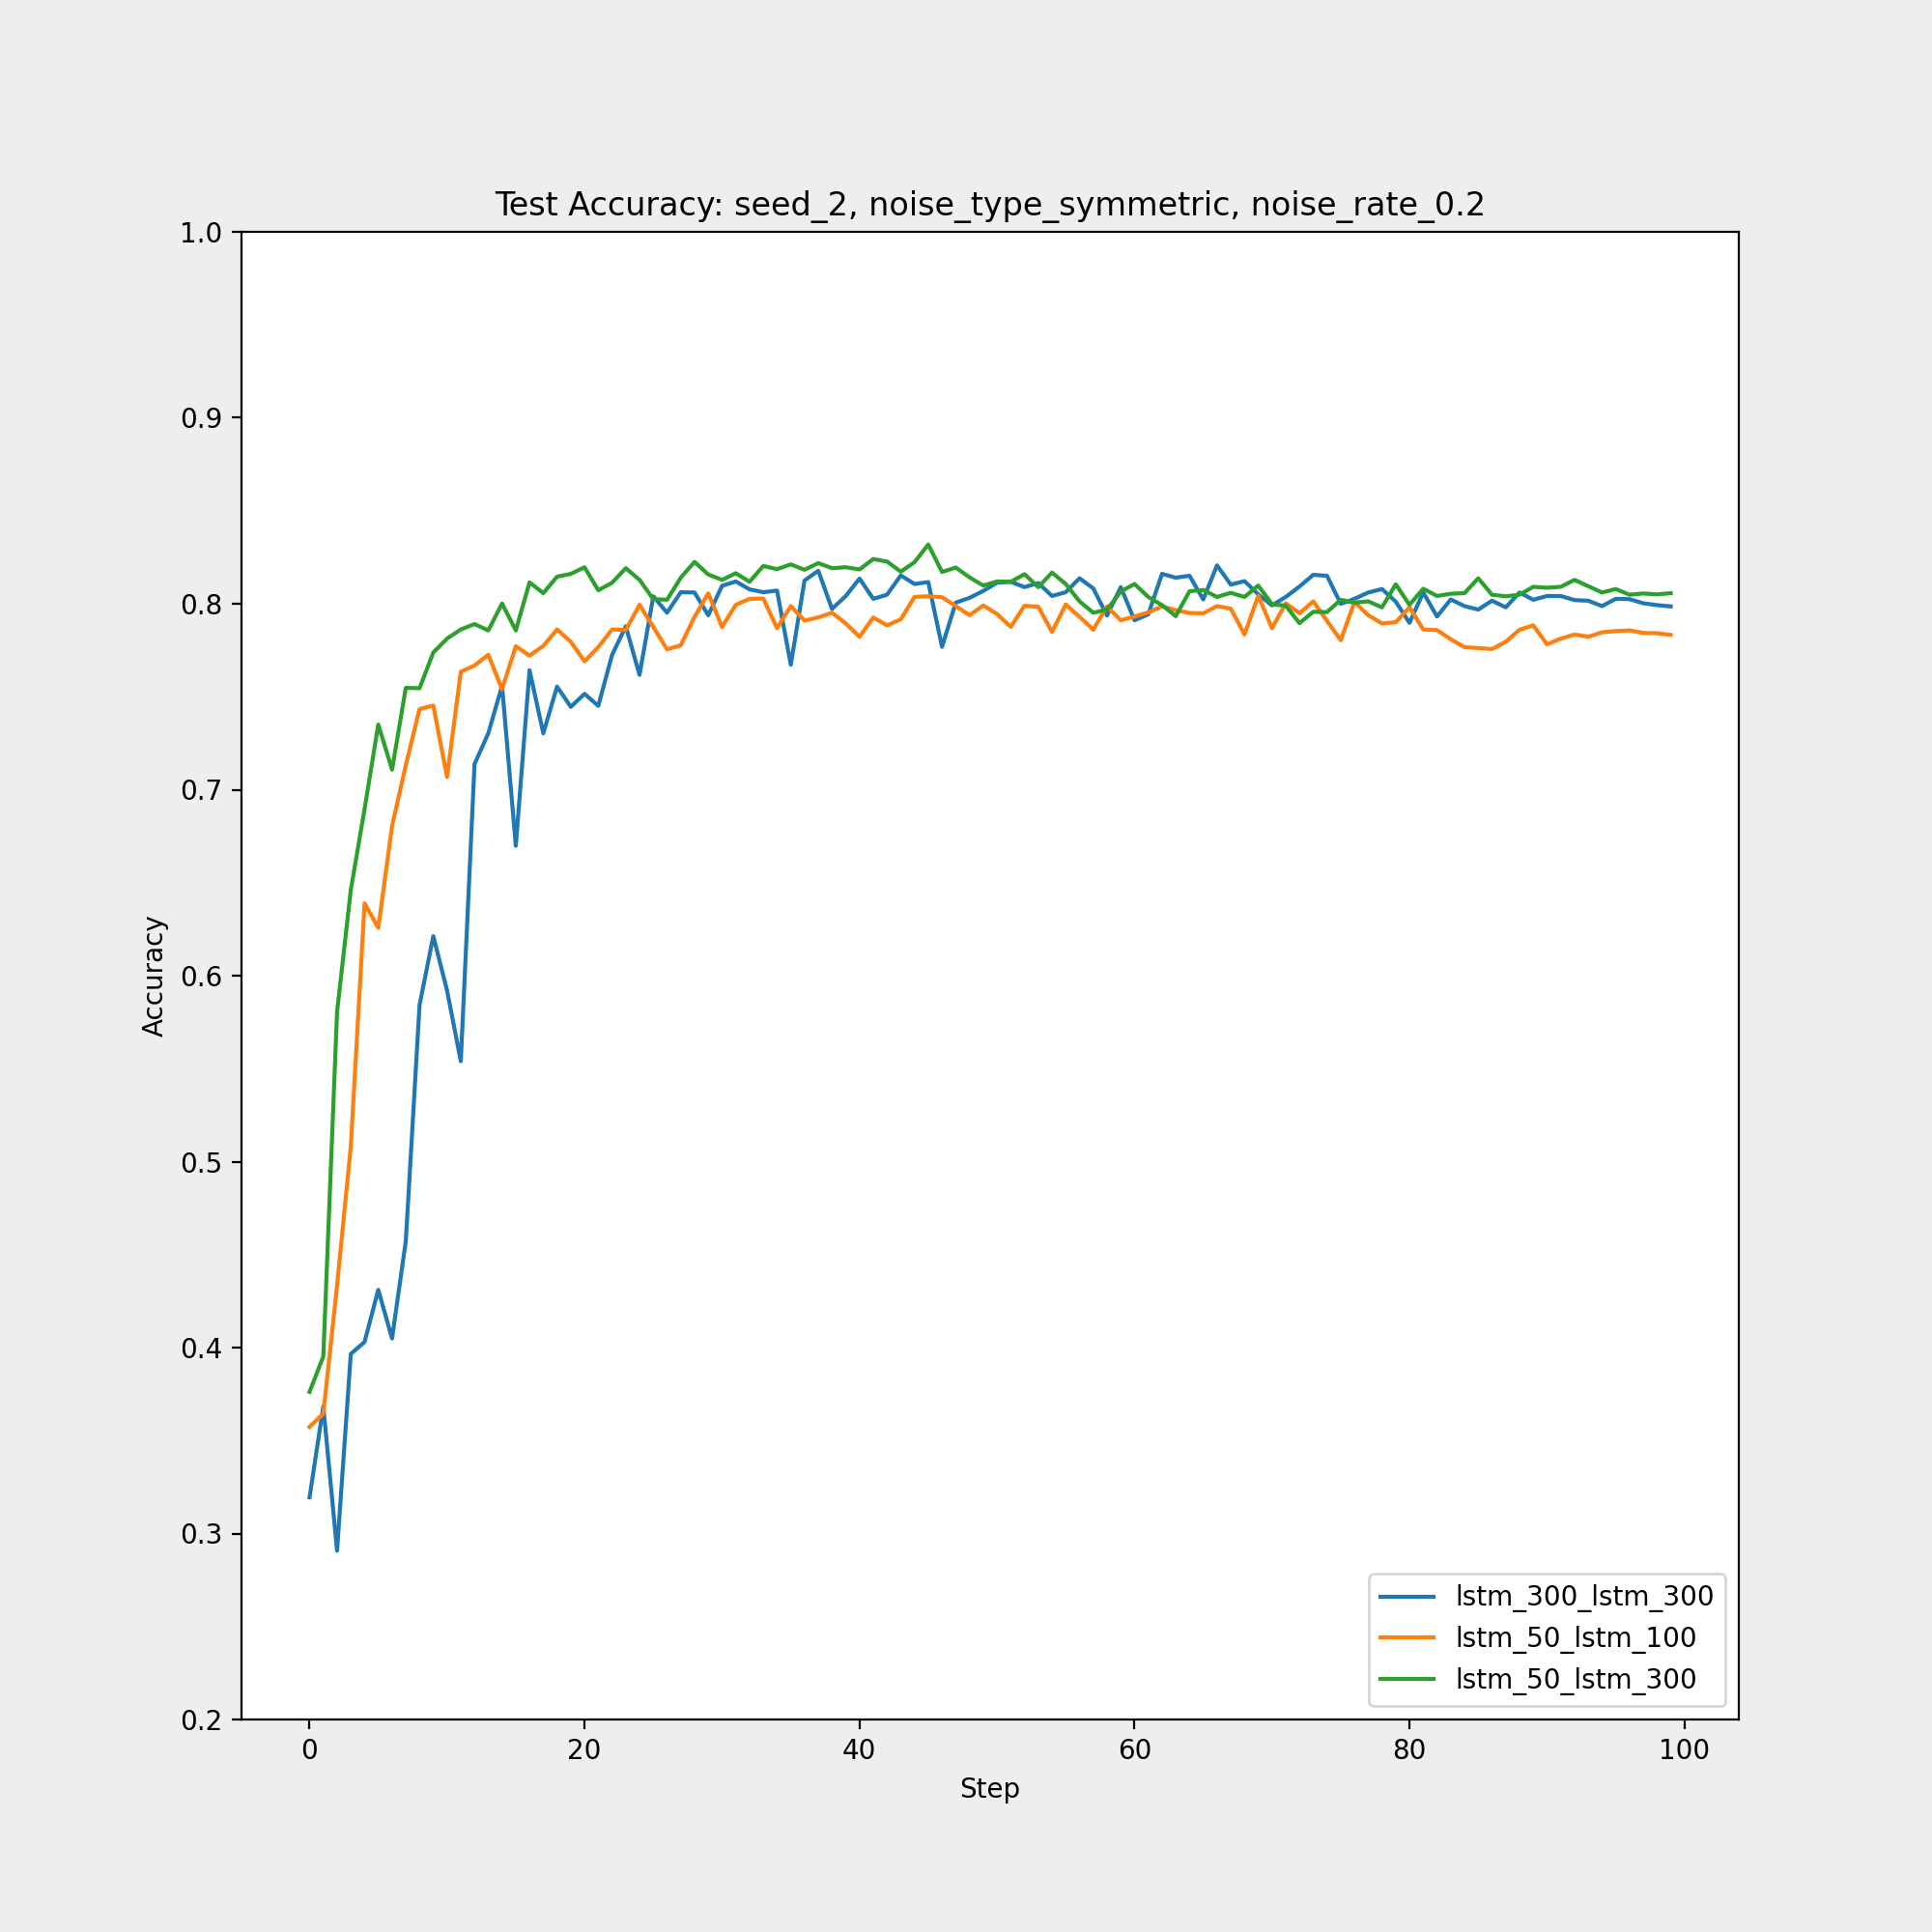 Test Accuracy: seed_2, noise_type_symmetric, noise_rate_0.2
1.0
0.9
0.8
0.7
0.6
0.5
0.4
0.3
0.2
Accuracy
0 20 40 60 80 100
Step
lstm_300_lstm_300
lstm_50_lstm_100
lstm_50_lstm_300